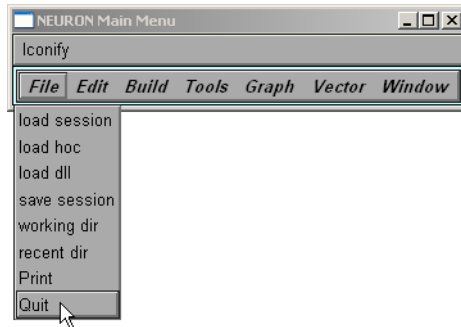 NEURON Main Menu
Iconify
File Edit Build Tools Graph Vector Window
load session
load hoc
load dll
save session
working dir
recent dir
Print
Quit